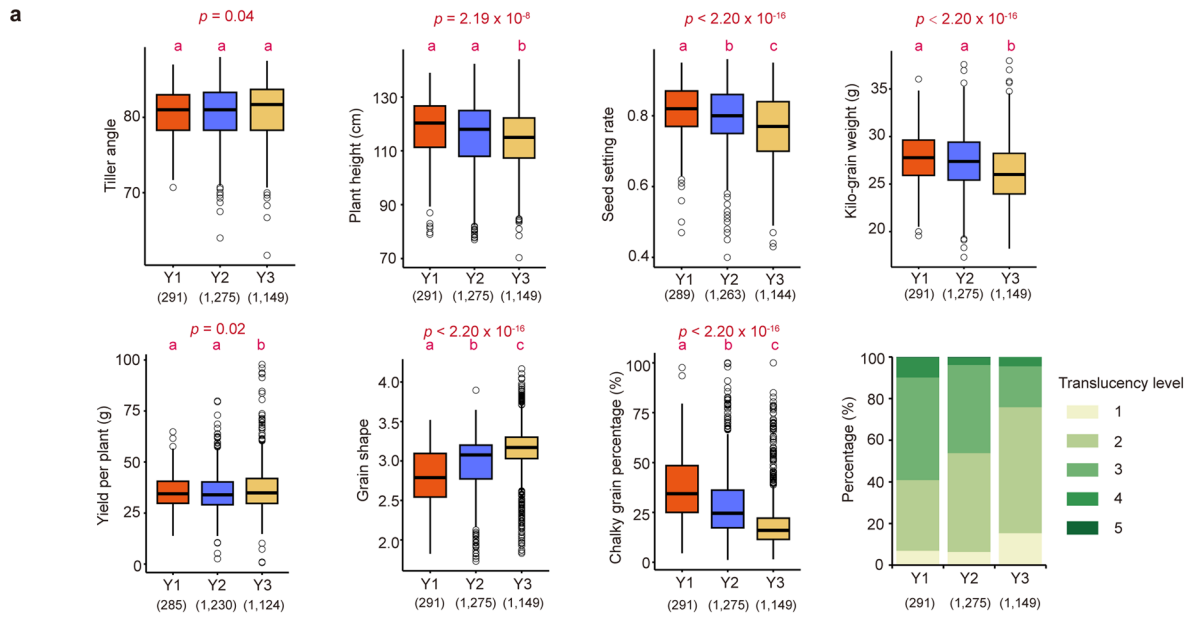 a
p = 0.04
a a a
Tiller angle
80
70
Y1 Y2 Y3
(291) (1,275) (1,149)
p = 2.19 x 10⁻⁸
a a b
Plant height (cm)
130
110
90
70
Y1 Y2 Y3
(291) (1,275) (1,149)
p < 2.20 x 10⁻¹⁶
a b c
Seed setting rate
0.8
0.6
0.4
Y1 Y2 Y3
(289) (1,263) (1,144)
p < 2.20 x 10⁻¹⁶
a a b
Kilo-grain weight (g)
35
30
25
20
Y1 Y2 Y3
(291) (1,275) (1,149)
p = 0.02
a a b
Yield per plant (g)
100
75
50
25
0
Y1 Y2 Y3
(285) (1,230) (1,124)
p < 2.20 x 10⁻¹⁶
a b c
Grain shape
4.0
3.0
2.0
Y1 Y2 Y3
(291) (1,275) (1,149)
p < 2.20 x 10⁻¹⁶
a b c
Chalky grain percentage (%)
100
75
50
25
0
Y1 Y2 Y3
(291) (1,275) (1,149)
Percentage (%)
100
80
60
40
20
0
Y1 Y2 Y3
(291) (1,275) (1,149)
Translucency level
1
2
3
4
5